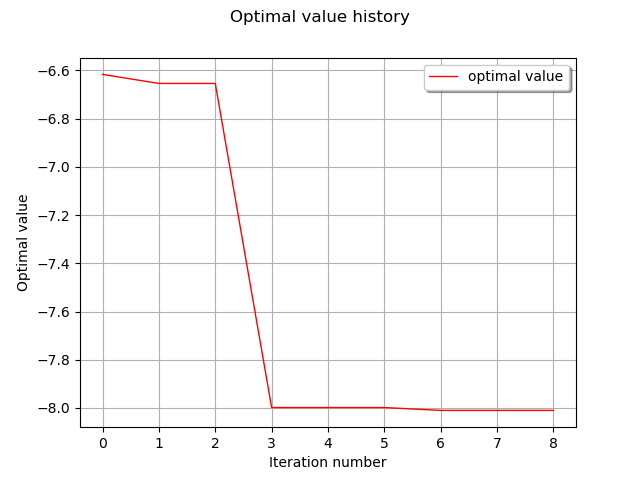 Optimal value history
optimal value
Optimal value
−6.6
−6.8
−7.0
−7.2
−7.4
−7.6
−7.8
−8.0
0 1 2 3 4 5 6 7 8
Iteration number